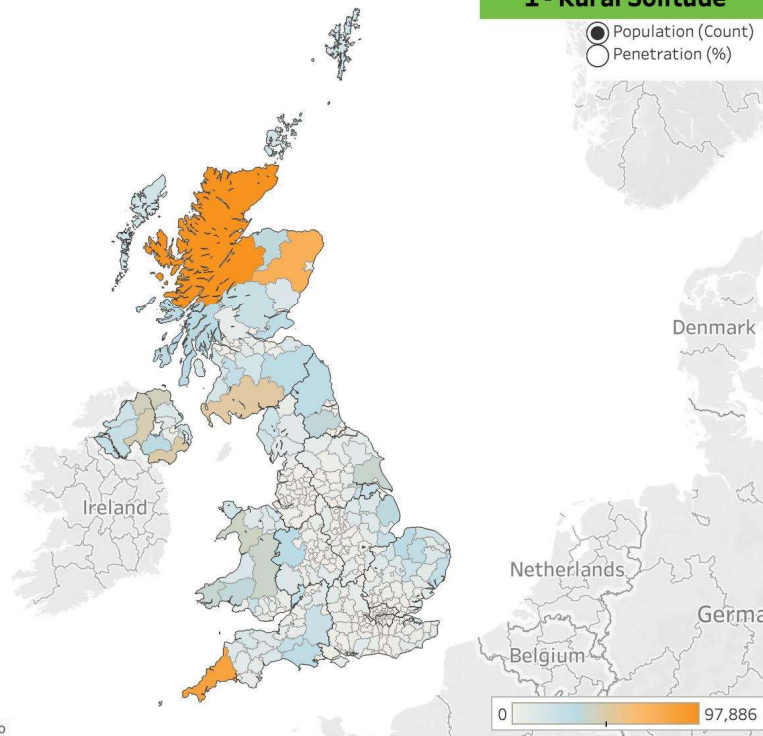 1 - Rural Solitude
Population (Count)
Penetration (%)
Denmark
Ireland
Netherlands
Germa
Belgium
0
97,886